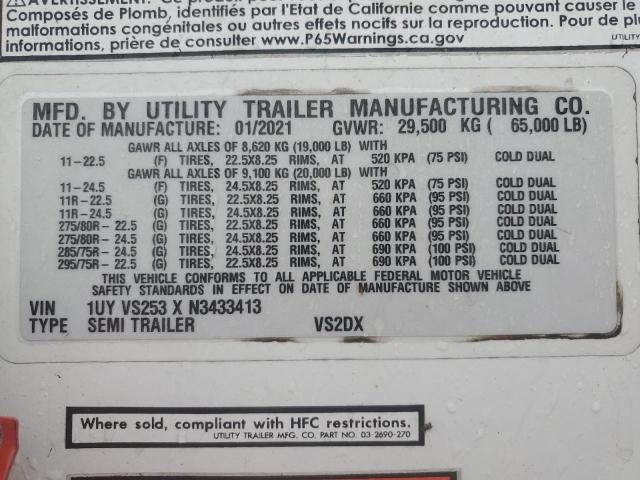 AVERTISSEMENT: Ce produit peut
Composés de Plomb, identifiés par l'État de Californie comme pouvant causer le
malformations congénitales ou autres effets nocifs sur la reproduction. Pour de
informations, prière de consulter www.P65Warnings.ca.gov
UTILITY
MFD. BY UTILITY TRAILER MANUFACTURING CO.
DATE OF MANUFACTURE: 01/2021 GVWR: 29,500 KG ( 65,000 LB)
GAWR ALL AXLES OF 8,620 KG (19,000 LB) WITH
11-22.5 (F) TIRES, 22.5X8.25 RIMS, AT 520 KPA (75 PSI) COLD DUAL
GAWR ALL AXLES OF 9,100 KG (20,000 LB) WITH
11-24.5 (F) TIRES, 24.5X8.25 RIMS, AT 520 KPA (75 PSI) COLD DUAL
11R-22.5 (G) TIRES, 22.5X8.25 RIMS, AT 660 KPA (95 PSI) COLD DUAL
11R-24.5 (G) TIRES, 24.5X8.25 RIMS, AT 660 KPA (95 PSI) COLD DUAL
275/80R-22.5 (G) TIRES, 22.5X8.25 RIMS, AT 660 KPA (95 PSI) COLD DUAL
275/80R-24.5 (G) TIRES, 24.5X8.25 RIMS, AT 660 KPA (95 PSI) COLD DUAL
285/75R-24.5 (G) TIRES, 24.5X8.25 RIMS, AT 690 KPA (100 PSI) COLD DUAL
295/75R-22.5 (G) TIRES, 22.5X8.25 RIMS, AT 690 KPA (100 PSI) COLD DUAL
THIS VEHICLE CONFORMS TO ALL APPLICABLE FEDERAL MOTOR VEHICLE
SAFETY STANDARDS IN EFFECT ON DATE OF MANUFACTURE SHOWN ABOVE
VIN 1UY VS253 X N3433413
TYPE SEMI TRAILER VS2DX
Where sold, compliant with HFC restrictions.
UTILITY TRAILER MFG. CO. PART NO. 03-2690-270